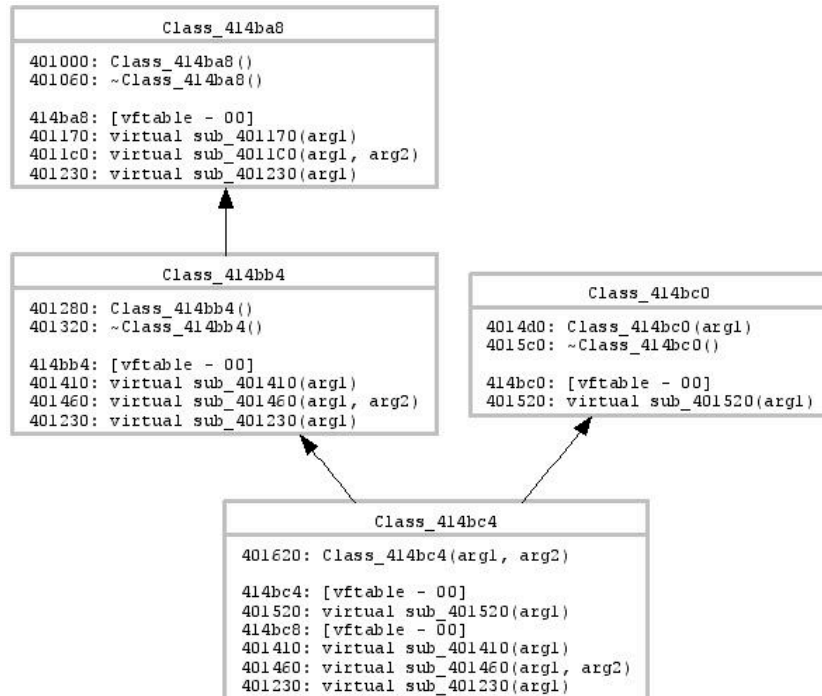 Class_414ba8
401000: Class_414ba8()
401060: ~Class_414ba8()
414ba8: [vftable - 00]
401170: virtual sub_401170(arg1)
4011c0: virtual sub_4011C0(arg1, arg2)
401230: virtual sub_401230(arg1)
Class_414bb4
401280: Class_414bb4()
401320: ~Class_414bb4()
414bb4: [vftable - 00]
401410: virtual sub_401410(arg1)
401460: virtual sub_401460(arg1, arg2)
401230: virtual sub_401230(arg1)
Class_414bc0
4014d0: Class_414bc0(arg1)
4015c0: ~Class_414bc0()
414bc0: [vftable - 00]
401520: virtual sub_401520(arg1)
Class_414bc4
401620: Class_414bc4(arg1, arg2)
414bc4: [vftable - 00]
401520: virtual sub_401520(arg1)
414bc8: [vftable - 00]
401410: virtual sub_401410(arg1)
401460: virtual sub_401460(arg1, arg2)
401230: virtual sub_401230(arg1)